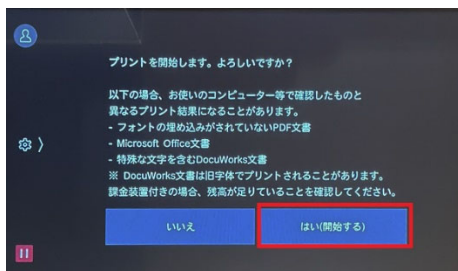 プリントを開始します。よろしいですか？
以下の場合、お使いのコンピューター等で確認したものと
異なるプリント結果になることがあります。
- フォントの埋め込みがされていないPDF文書
- Microsoft Office文書
- 特殊な文字を含むDocuWorks文書
※ DocuWorks文書は旧字体でプリントされることがあります。
課金装置付きの場合、残高が足りていることを確認してください。
いいえ
はい(開始する)